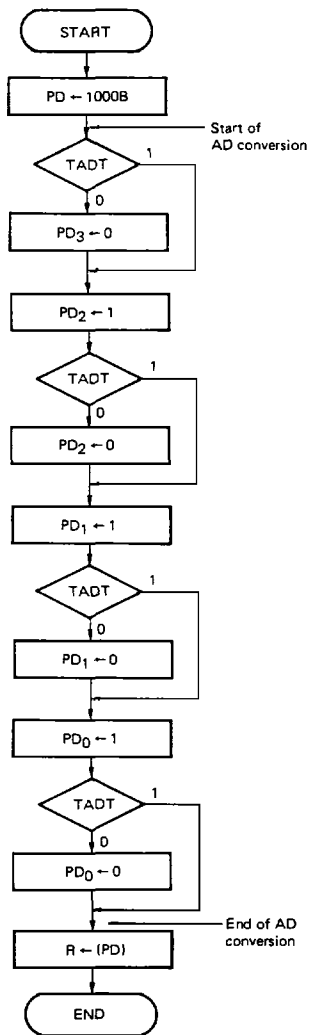 START
PD ← 1000B
Start of
AD conversion
TADT
1
0
PD₃ ← 0
PD₂ ← 1
TADT
1
0
PD₂ ← 0
PD₁ ← 1
TADT
1
0
PD₁ ← 0
PD₀ ← 1
TADT
1
0
PD₀ ← 0
End of AD
conversion
R ← (PD)
END